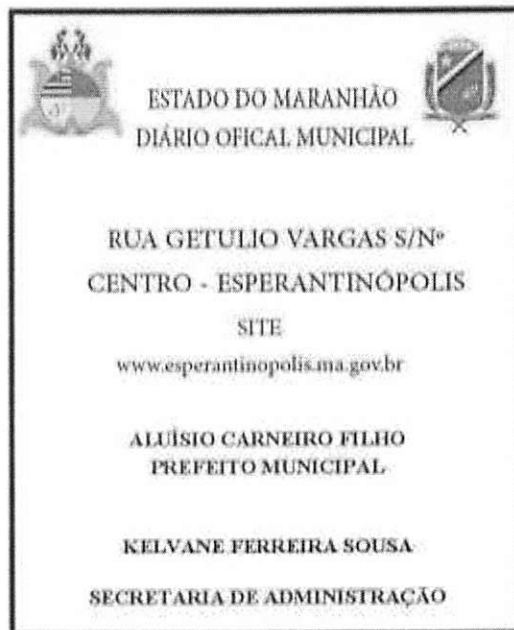 ESTADO DO MARANHÃO
DIÁRIO OFICAL MUNICIPAL
RUA GETULIO VARGAS S/Nº
CENTRO - ESPERANTINÓPOLIS
SITE
www.esperantinopolis.ma.gov.br
ALUÍSIO CARNEIRO FILHO
PREFEITO MUNICIPAL
KELVANE FERREIRA SOUSA
SECRETARIA DE ADMINISTRAÇÃO